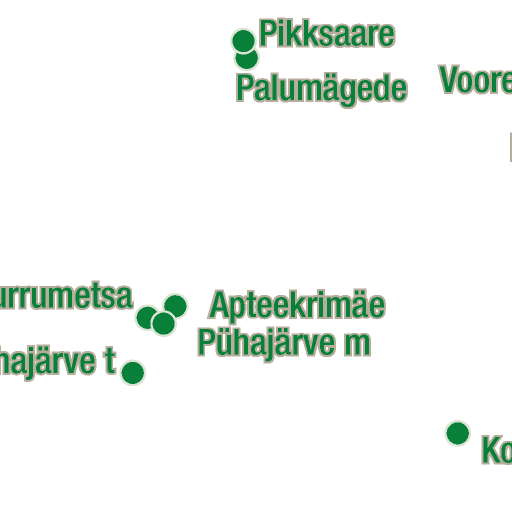 Pikksaare
Palumägede
Voore
urrumetsa
Apteekrimäe
Pühajärve m
hajärve t
Ko